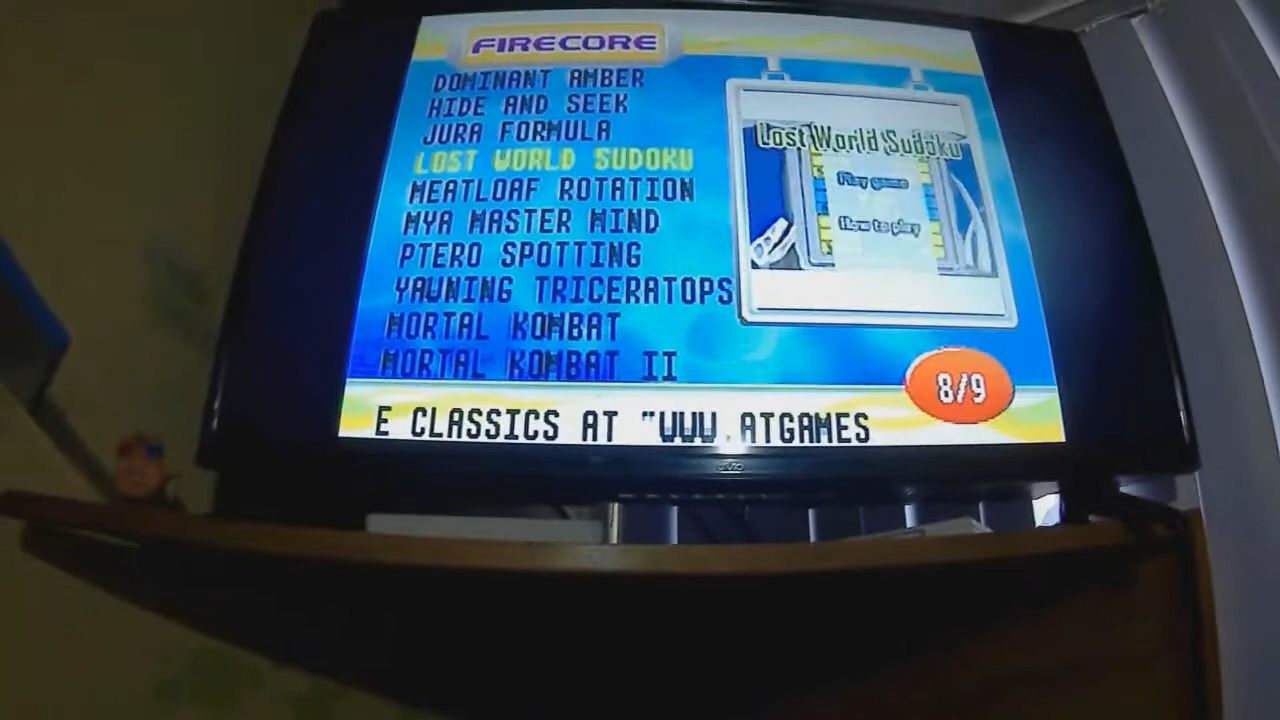 FIRECORE
DOMINANT AMBER
HIDE AND SEEK
JURA FORMULA
LOST WORLD SUDOKU
MEATLOAF ROTATION
MYA MASTER MIND
PTERO SPOTTING
YAWNING TRICERATOPS
MORTAL KOMBAT
MORTAL KOMBAT II
Lost World Sudoku
Play game
How to play
8/9
E CLASSICS AT "WWW.ATGAMES